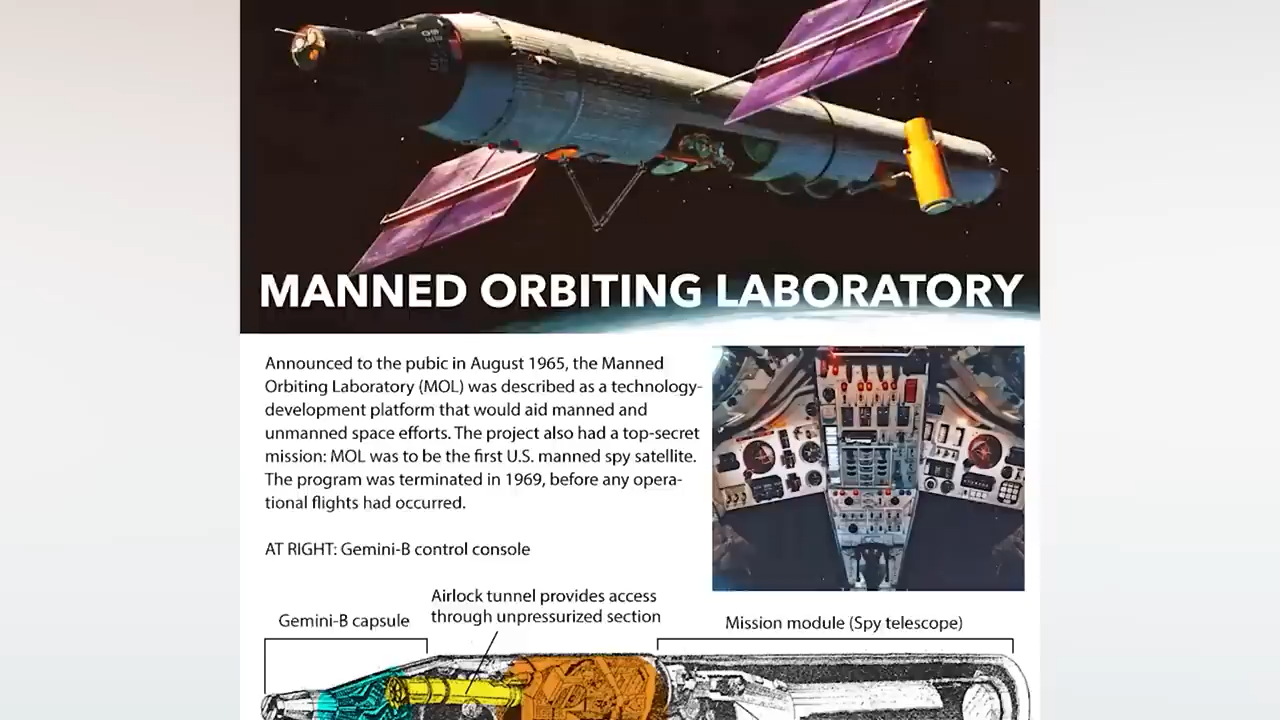 MANNED ORBITING LABORATORY
Announced to the pubic in August 1965, the Manned
Orbiting Laboratory (MOL) was described as a technology-
development platform that would aid manned and
unmanned space efforts. The project also had a top-secret
mission: MOL was to be the first U.S. manned spy satellite.
The program was terminated in 1969, before any opera-
tional flights had occurred.
AT RIGHT: Gemini-B control console
Airlock tunnel provides access
through unpressurized section
Gemini-B capsule
Mission module (Spy telescope)